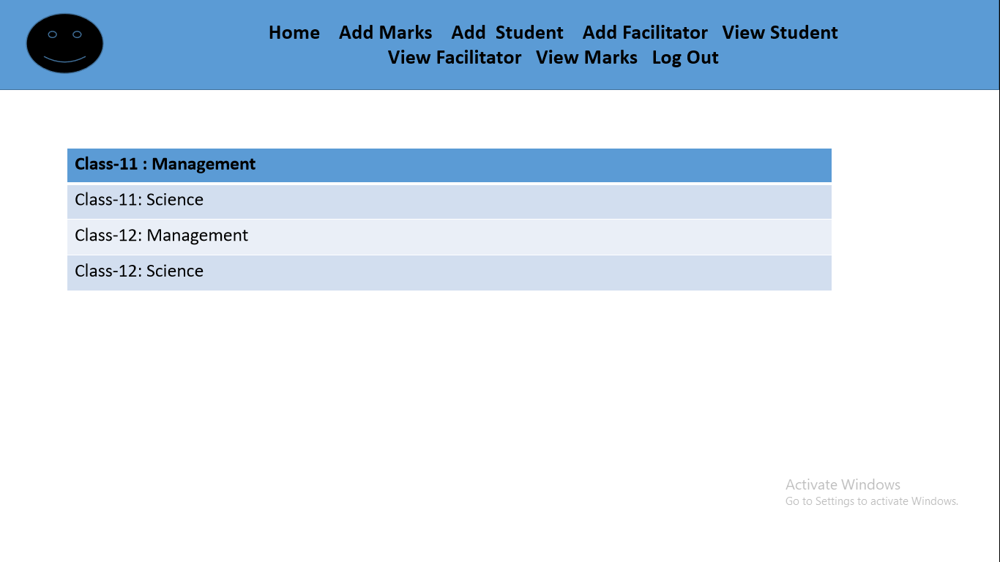 Home Add Marks Add Student Add Facilitator View Student
View Facilitator View Marks Log Out
Class-11 : Management
Class-11: Science
Class-12: Management
Class-12: Science
Activate Windows
Go to Settings to activate Windows.